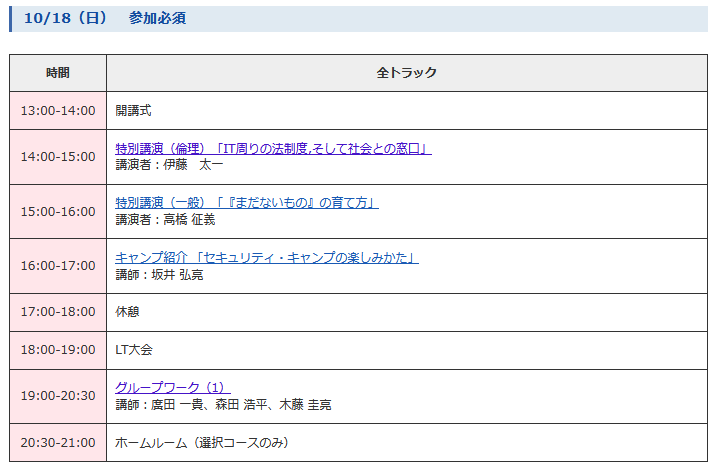 10/18（日）　参加必須
時間
全トラック
13:00-14:00
開講式
14:00-15:00
特別講演（倫理）「IT周りの法制度,そして社会との窓口」
講演者：伊藤　太一
15:00-16:00
特別講演（一般）「『まだないもの』の育て方」
講演者：高橋 征義
16:00-17:00
キャンプ紹介 「セキュリティ・キャンプの楽しみかた」
講師：坂井 弘亮
17:00-18:00
休憩
18:00-19:00
LT大会
19:00-20:30
グループワーク（1）
講師：廣田 一貴、森田 浩平、木藤 圭亮
20:30-21:00
ホームルーム（選択コースのみ）